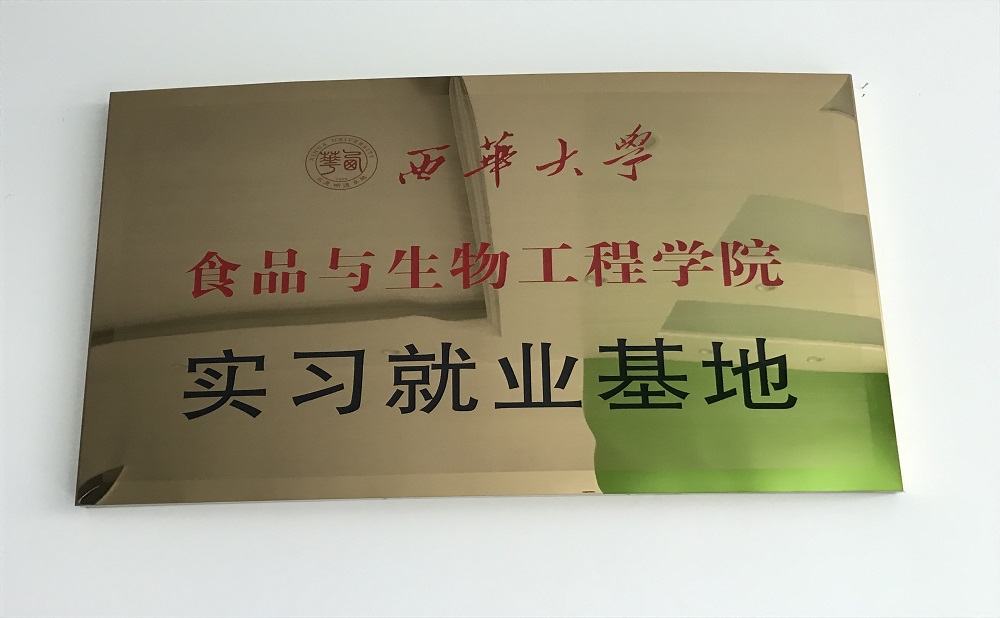 西華大學
食品与生物工程学院
实习就业基地